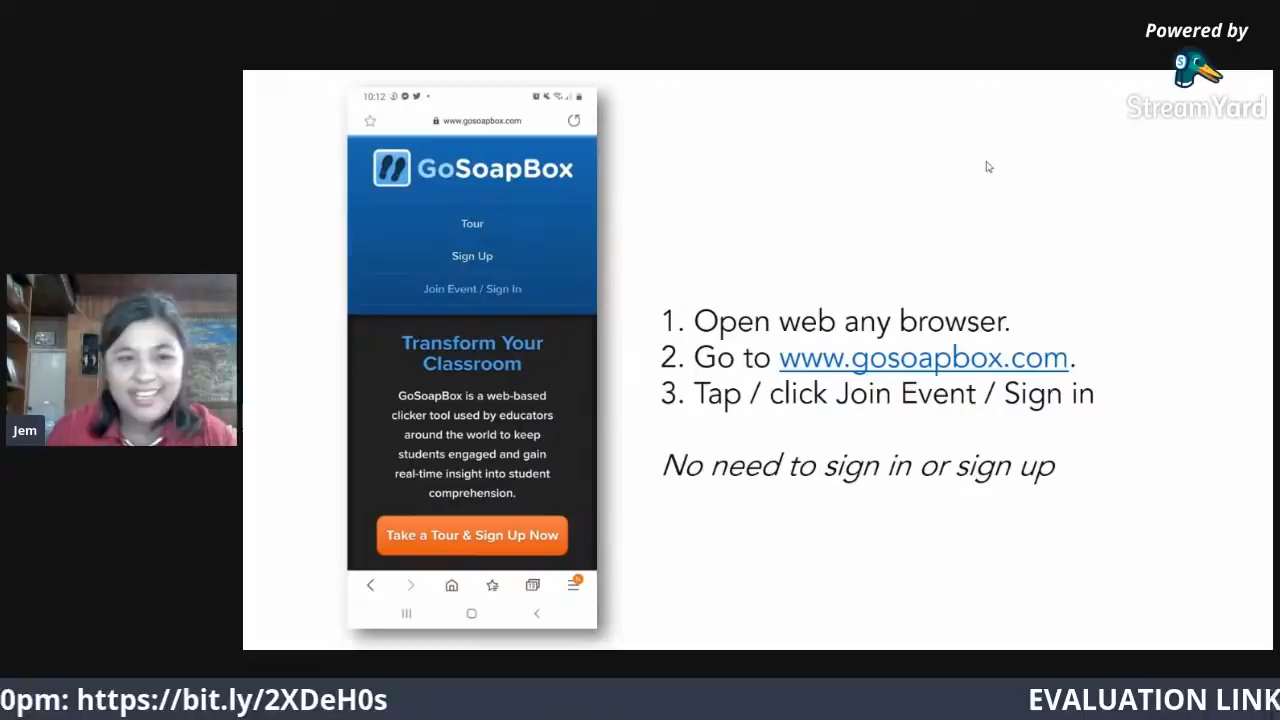 Powered by
StreamYard
10:12
www.gosoapbox.com
GoSoapBox
Tour
Sign Up
Join Event / Sign In
Transform Your
Classroom
GoSoapBox is a web-based
clicker tool used by educators
around the world to keep
students engaged and gain
real-time insight into student
comprehension.
Take a Tour & Sign Up Now
1. Open web any browser.
2. Go to www.gosoapbox.com.
3. Tap / click Join Event / Sign in
No need to sign in or sign up
Jem
0pm: https://bit.ly/2XDeH0s
EVALUATION LINK